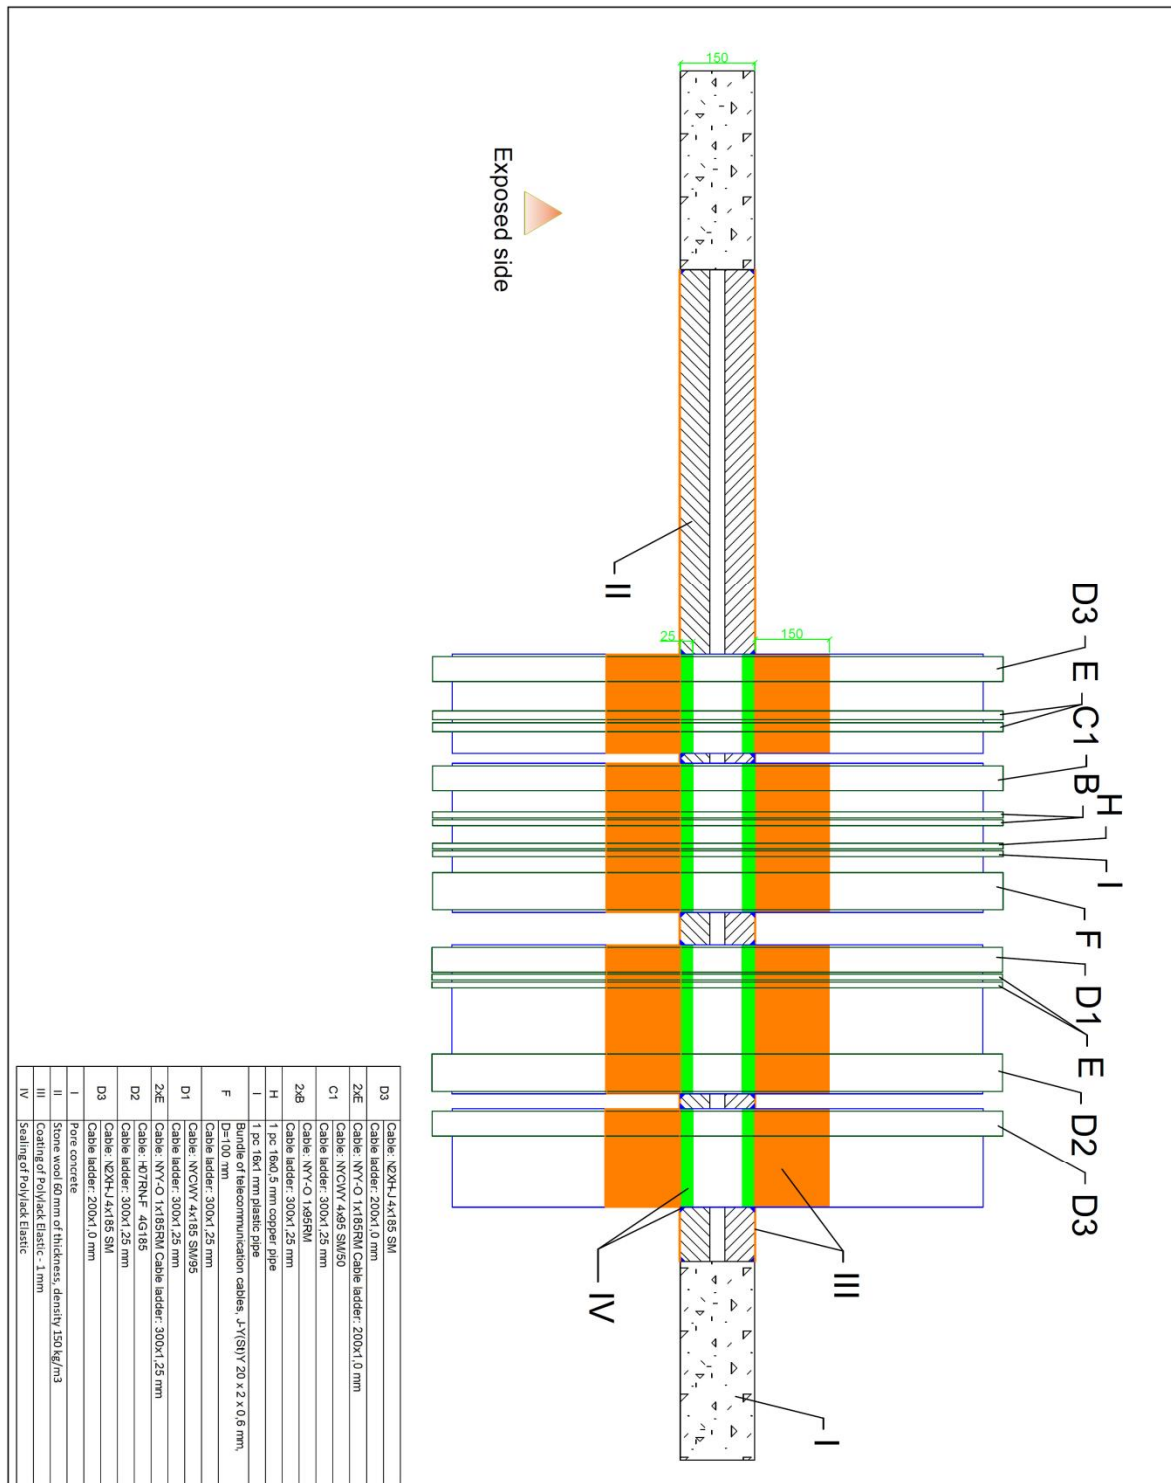 150
Exposed side
II
25
150
D3
E
C1
B
H
I
F
D1
E
D2
D3
III
IV
I
D3 Cable: N2XH-J 4x185 SM
Cable ladder: 200x1,0 mm
2xE Cable: NYY-O 1x185RM Cable ladder: 200x1,0 mm
C1 Cable: NYCWY 4x95 SM/50
Cable ladder: 300x1,25 mm
2xB Cable: NYY-O 1x95RM
Cable ladder: 300x1,25 mm
H 1 pc 16x0,5 mm copper pipe
I 1 pc 16x1 mm plastic pipe
F Bundle of telecommunication cables, J-Y(St)Y 20 x 2 x 0,6 mm,
D=100 mm
Cable ladder: 300x1,25 mm
D1 Cable: NYCWY 4x185 SM/95
Cable ladder: 300x1,25 mm
2xE Cable: NYY-O 1x185RM Cable ladder: 300x1,25 mm
D2 Cable: H07RN-F 4G185
Cable ladder: 300x1,25 mm
D3 Cable: N2XH-J 4x185 SM
Cable ladder: 200x1,0 mm
I Pore concrete
II Stone wool 60 mm of thickness, density 150 kg/m3
III Coating of Polylack Elastic - 1 mm
IV Sealing of Polylack Elastic